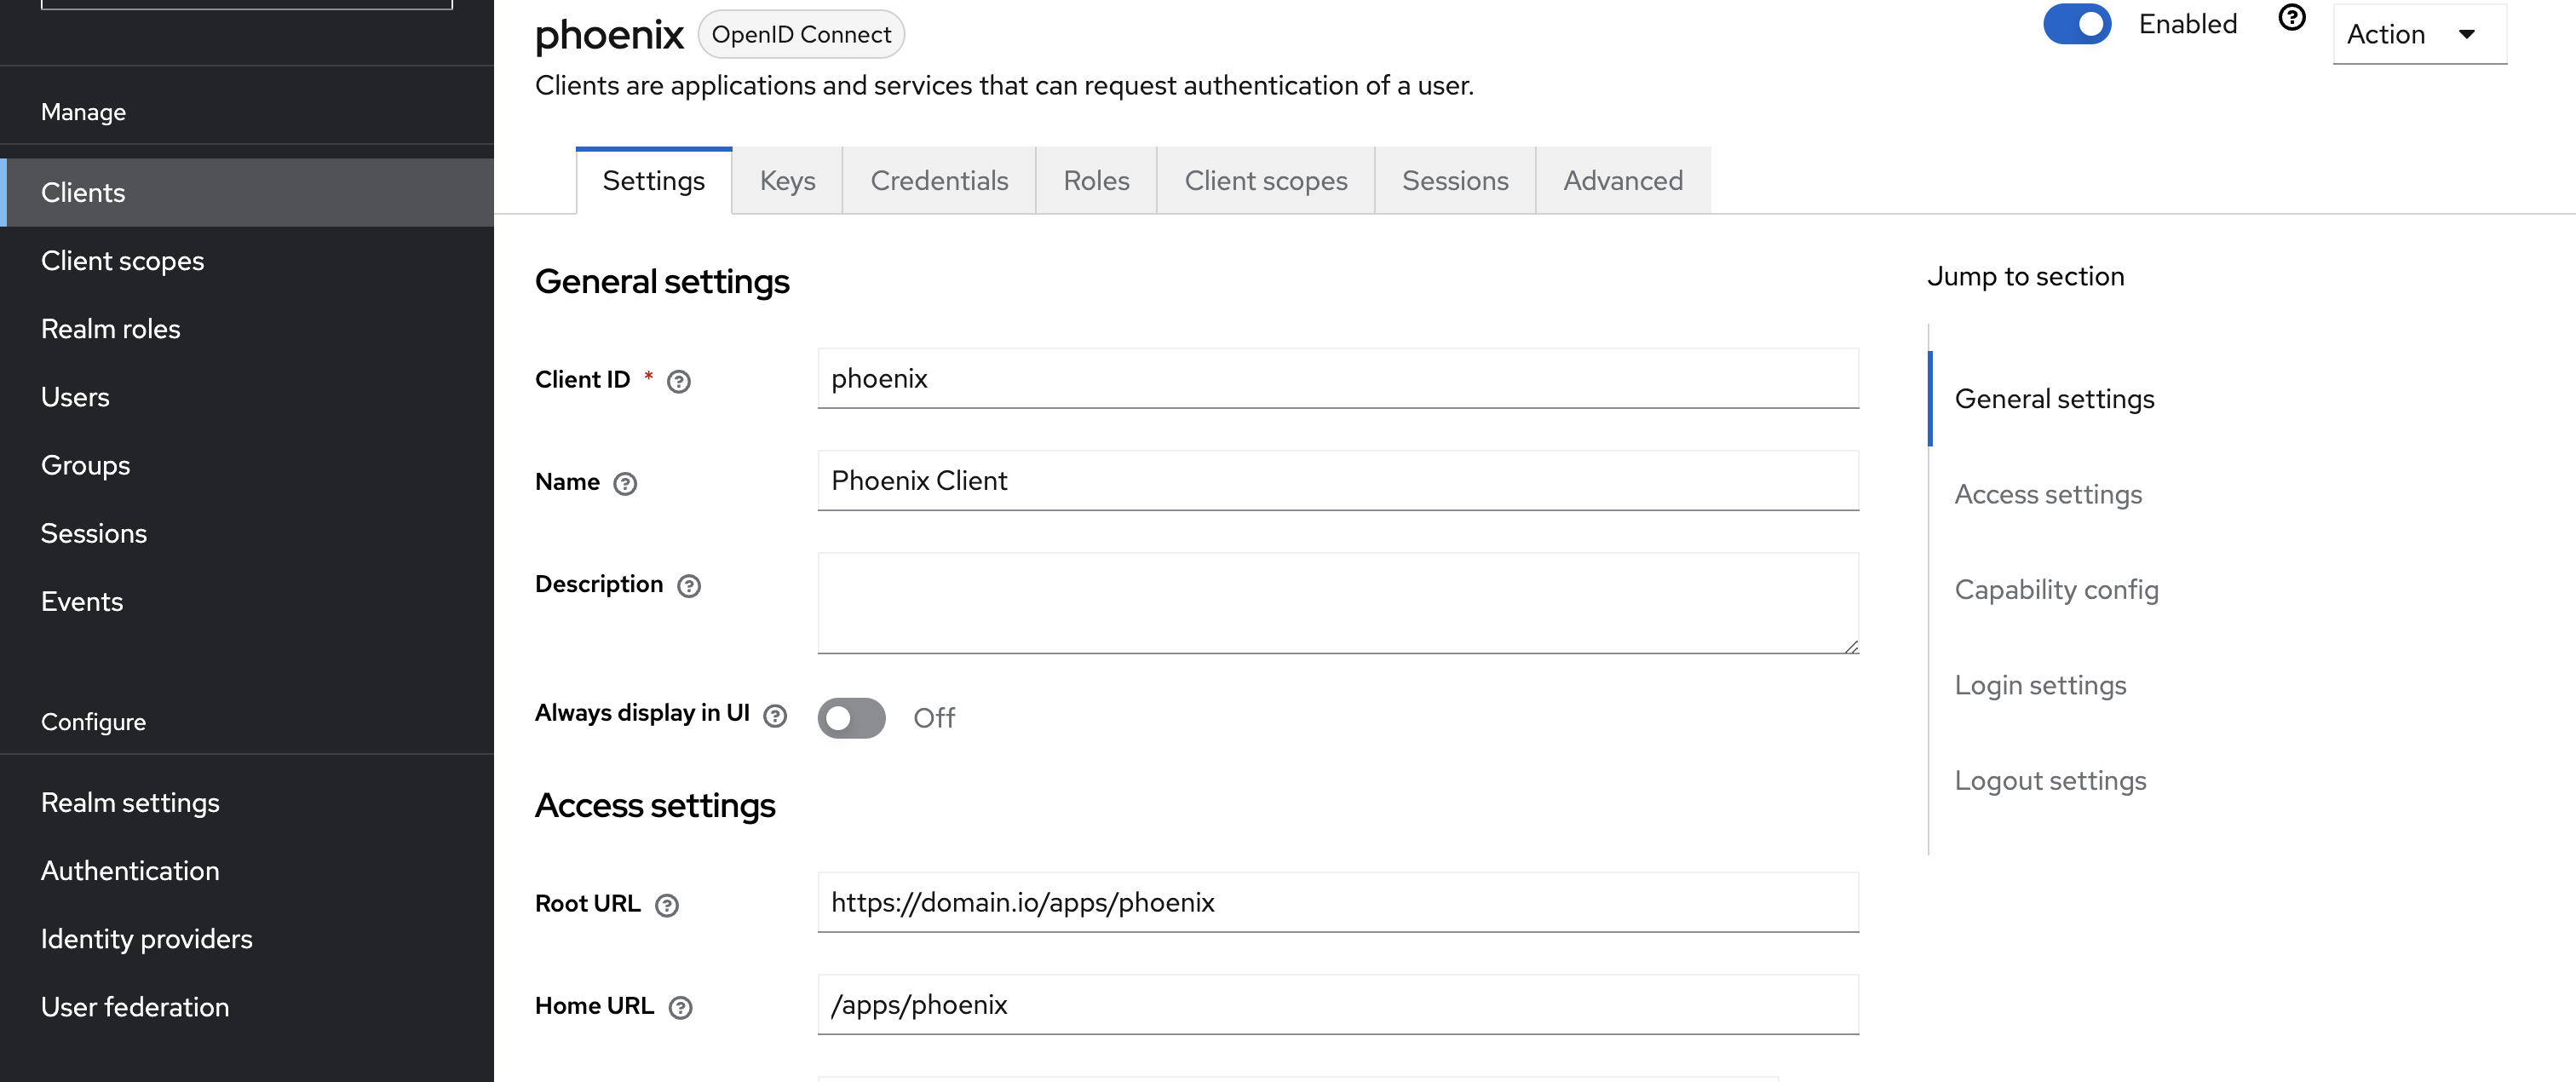 phoenix OpenID Connect
Enabled
Action
Clients are applications and services that can request authentication of a user.
Manage
Clients
Client scopes
Realm roles
Users
Groups
Sessions
Events
Configure
Realm settings
Authentication
Identity providers
User federation
Settings Keys Credentials Roles Client scopes Sessions Advanced
General settings
Client ID * phoenix
Name Phoenix Client
Description
Always display in UI Off
Access settings
Root URL https://domain.io/apps/phoenix
Home URL /apps/phoenix
Jump to section
General settings
Access settings
Capability config
Login settings
Logout settings